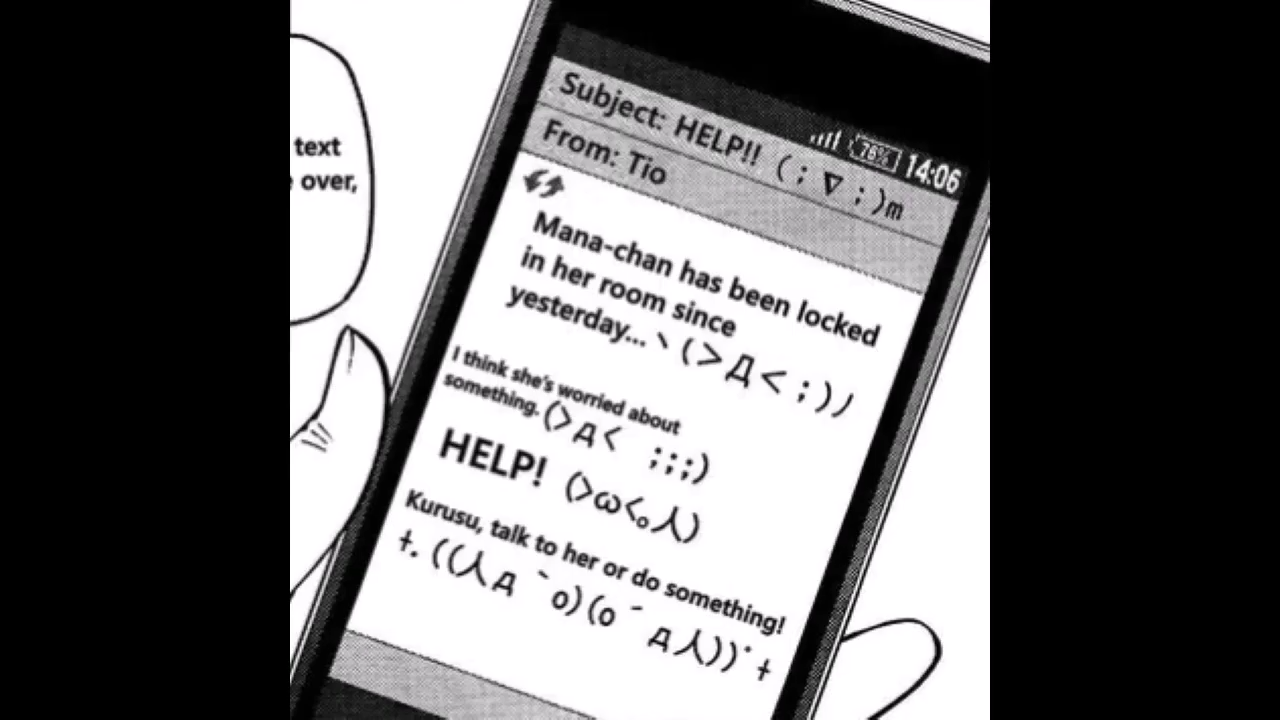 text
over,
76% 14:06
Subject: HELP!! ( ; ∇ ; )m
From: Tio
Mana-chan has been locked
in her room since
yesterday...ヽ(>Д<;)ノ
I think she's worried about
something. (>д< ;;;)
HELP! (>ω<。人)
Kurusu, talk to her or do something!
+.((人д`o)(o´д人))゙+